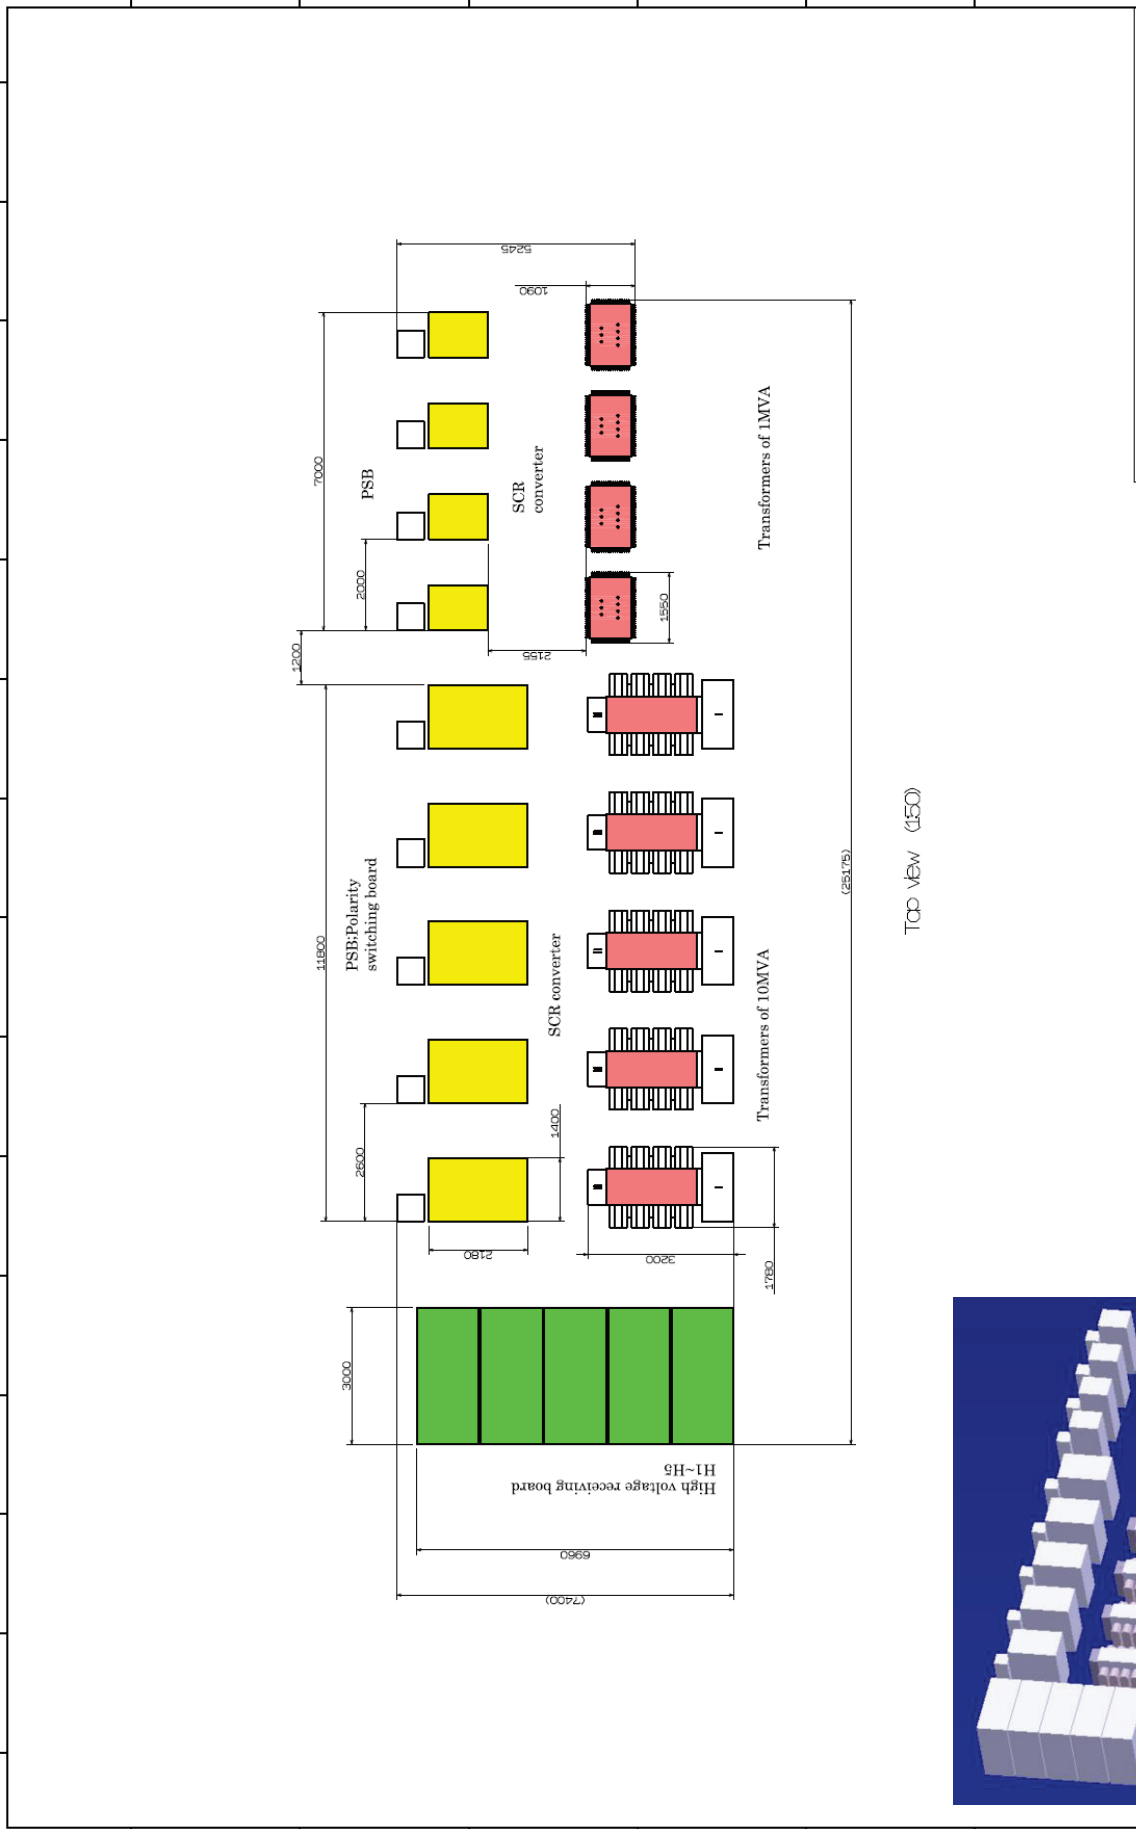 5245
1090
7000
PSB
SCR
converter
Transformers of 1MVA
2000
1550
1200
2155
11800
PSB:Polarity
switching board
SCR converter
Transformers of 10MVA
(25175)
Top view (1:50)
2600
1400
2180
3200
1780
3000
High voltage receiving board
H1~H5
6960
(7400)